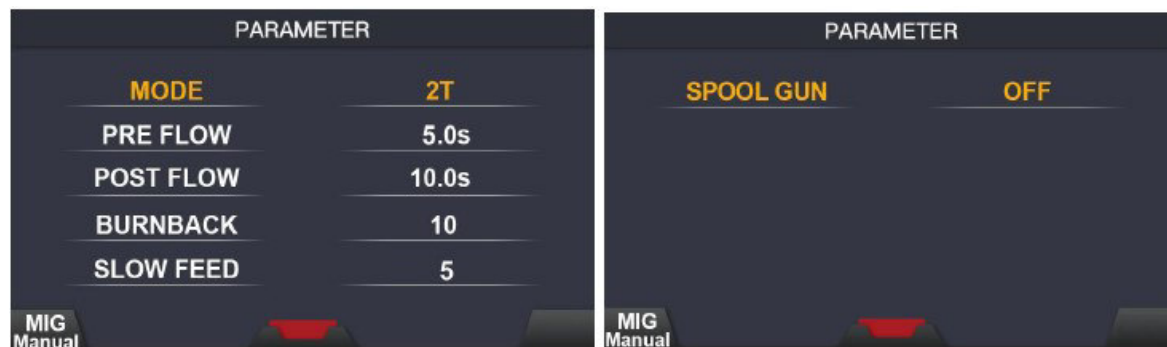 PARAMETER
MODE 2T
PRE FLOW 5.0s
POST FLOW 10.0s
BURNBACK 10
SLOW FEED 5
MIG
Manual
PARAMETER
SPOOL GUN OFF
MIG
Manual